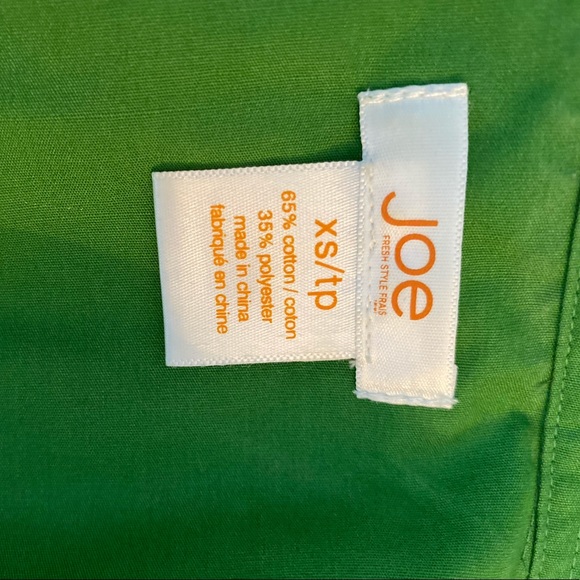 Joe
FRESH STYLE FRAIS
xs/tp
65% cotton / coton
35% polyester
made in china
fabriqué en chine